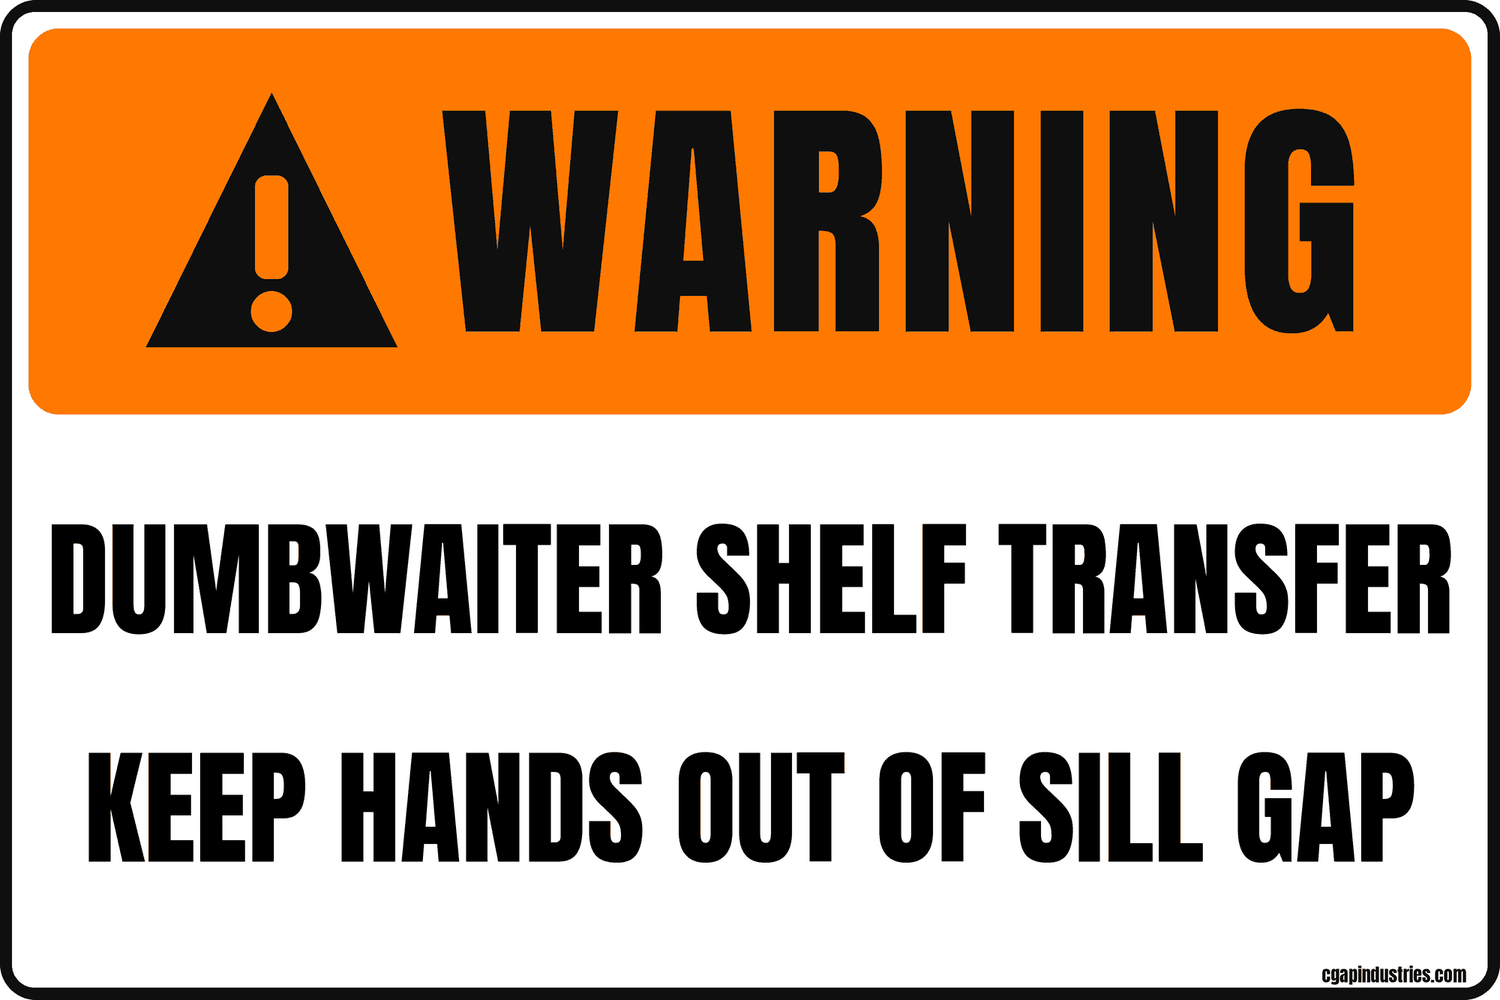 WARNING
DUMBWAITER SHELF TRANSFER
KEEP HANDS OUT OF SILL GAP
cgapindustries.com